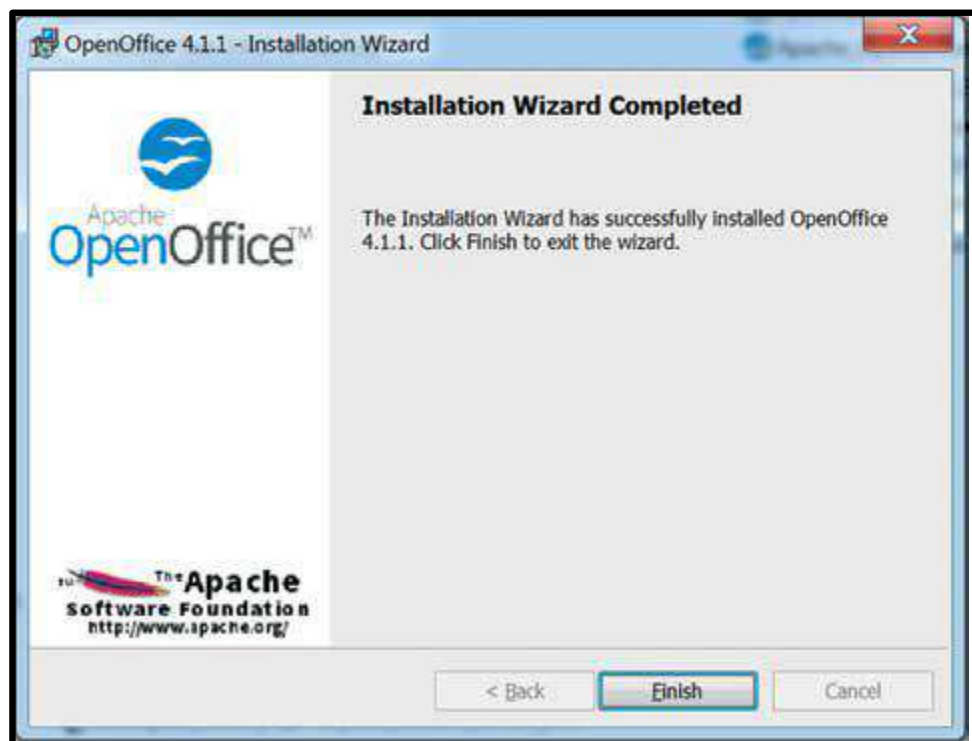 OpenOffice 4.1.1 - Installation Wizard
Installation Wizard Completed
Apache
OpenOffice™
The Installation Wizard has successfully installed OpenOffice
4.1.1. Click Finish to exit the wizard.
The Apache
Software Foundation
http://www.apache.org/
< Back
Finish
Cancel